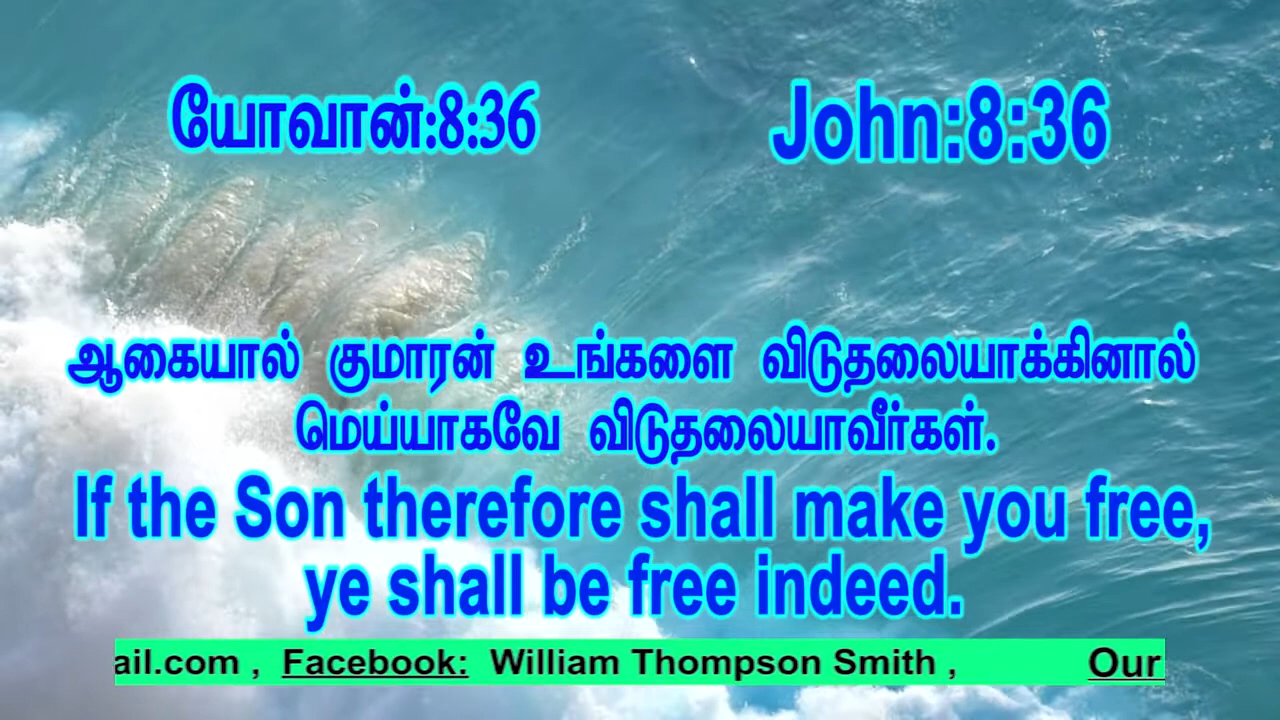 யோவான்:8:36
John:8:36
ஆகையால் குமாரன் உங்களை விடுதலையாக்கினால்
மெய்யாகவே விடுதலையாவீர்கள்.
If the Son therefore shall make you free,
ye shall be free indeed.
ail.com , Facebook: William Thompson Smith , Our